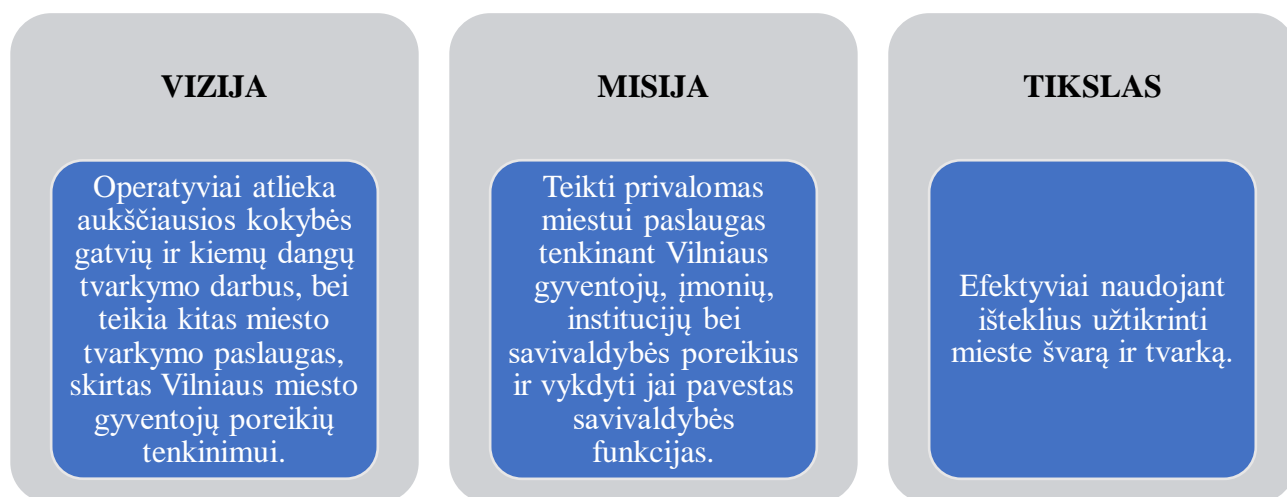 VIZIJA
Operatyviai atlieka
aukščiausios kokybės
gatvių ir kiemų dangų
tvarkymo darbus, bei
teikia kitas miesto
tvarkymo paslaugas,
skirtas Vilniaus miesto
gyventojų poreikių
tenkinimui.
MISIJA
Teikti privalomas
miestui paslaugas
tenkinant Vilniaus
gyventojų, įmonių,
institucijų bei
savivaldybės poreikius
ir vykdyti jai pavestas
savivaldybės
funkcijas.
TIKSLAS
Efektyviai naudojant
išteklius užtikrinti
mieste švarą ir tvarką.